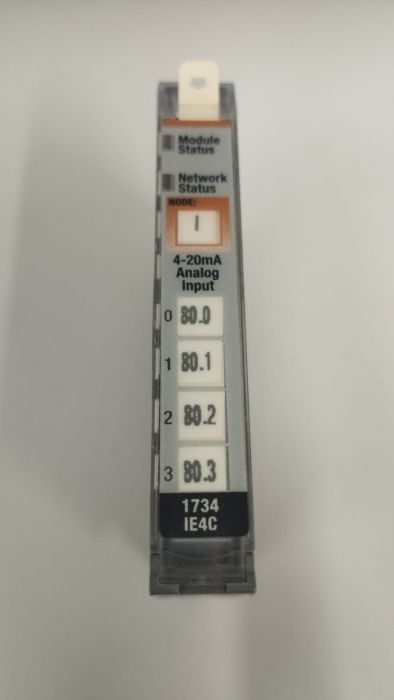 Module
Status
Network
Status
NODE:
1
4-20mA
Analog
Input
0 80.0
1 80.1
2 80.2
3 80.3
1734
IE4C